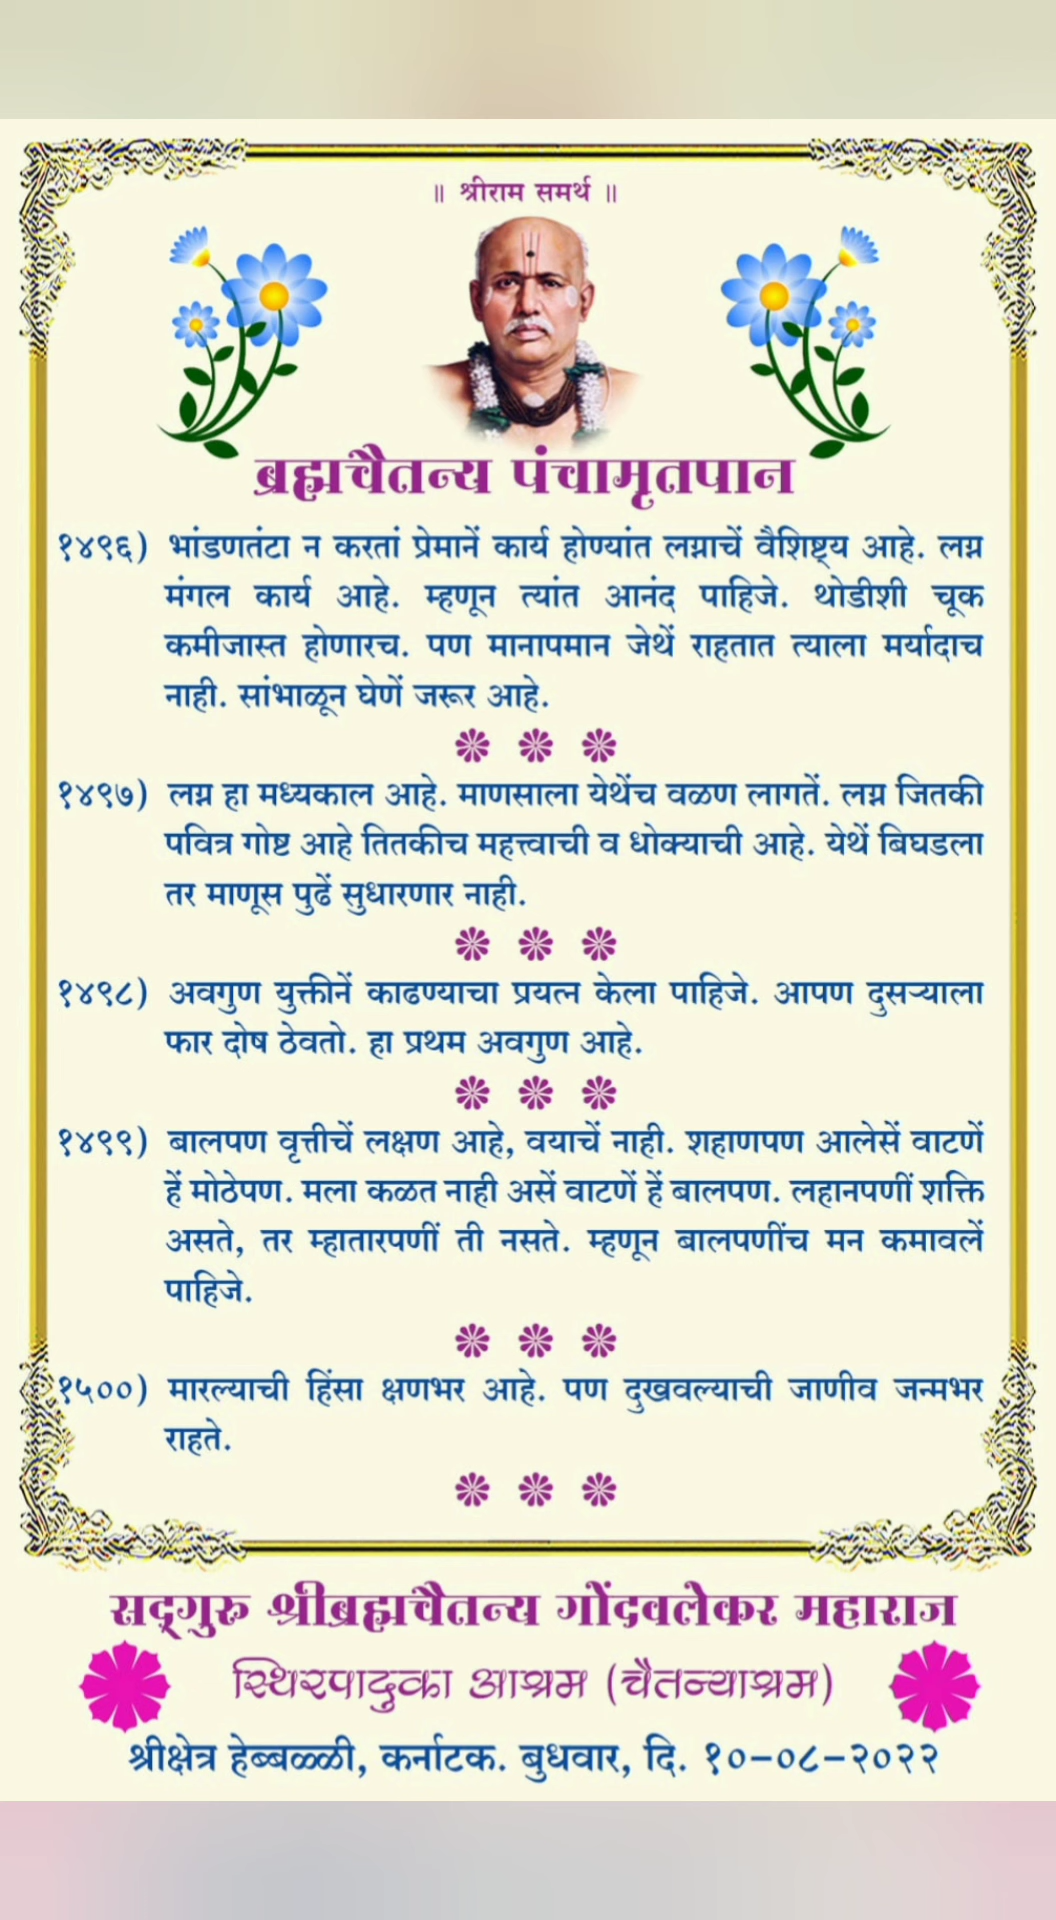 ॥ श्रीराम समर्थ ॥
ब्रह्मचैतन्य पंचामृतपान
१४९६) भांडणतंटा न करतां प्रेमानें कार्य होण्यांत लग्नाचें वैशिष्ट्य आहे. लग्न
मंगल कार्य आहे. म्हणून त्यांत आनंद पाहिजे. थोडीशी चूक
कमीजास्त होणारच. पण मानापमान जेथें राहतात त्याला मर्यादाच
नाही. सांभाळून घेणें जरूर आहे.
१४९७) लग्न हा मध्यकाल आहे. माणसाला येथेंच वळण लागतें. लग्न जितकी
पवित्र गोष्ट आहे तितकीच महत्त्वाची व धोक्याची आहे. येथें बिघडला
तर माणूस पुढें सुधारणार नाही.
१४९८) अवगुण युक्तीनें काढण्याचा प्रयत्न केला पाहिजे. आपण दुसऱ्याला
फार दोष ठेवतो. हा प्रथम अवगुण आहे.
१४९९) बालपण वृत्तीचें लक्षण आहे, वयाचें नाही. शहाणपण आलेसें वाटणें
हें मोठेपण. मला कळत नाही असें वाटणें हें बालपण. लहानपणीं शक्ति
असते, तर म्हातारपणीं ती नसते. म्हणून बालपणींच मन कमावलें
पाहिजे.
१५००) मारल्याची हिंसा क्षणभर आहे. पण दुखवल्याची जाणीव जन्मभर
राहते.
सद्‌गुरु श्रीब्रह्मचैतन्य गोंदवलेकर महाराज
स्थिरपादुका आश्रम (चैतन्याश्रम)
श्रीक्षेत्र हेब्बळ्ळी, कर्नाटक. बुधवार, दि. १०-०८-२०२२